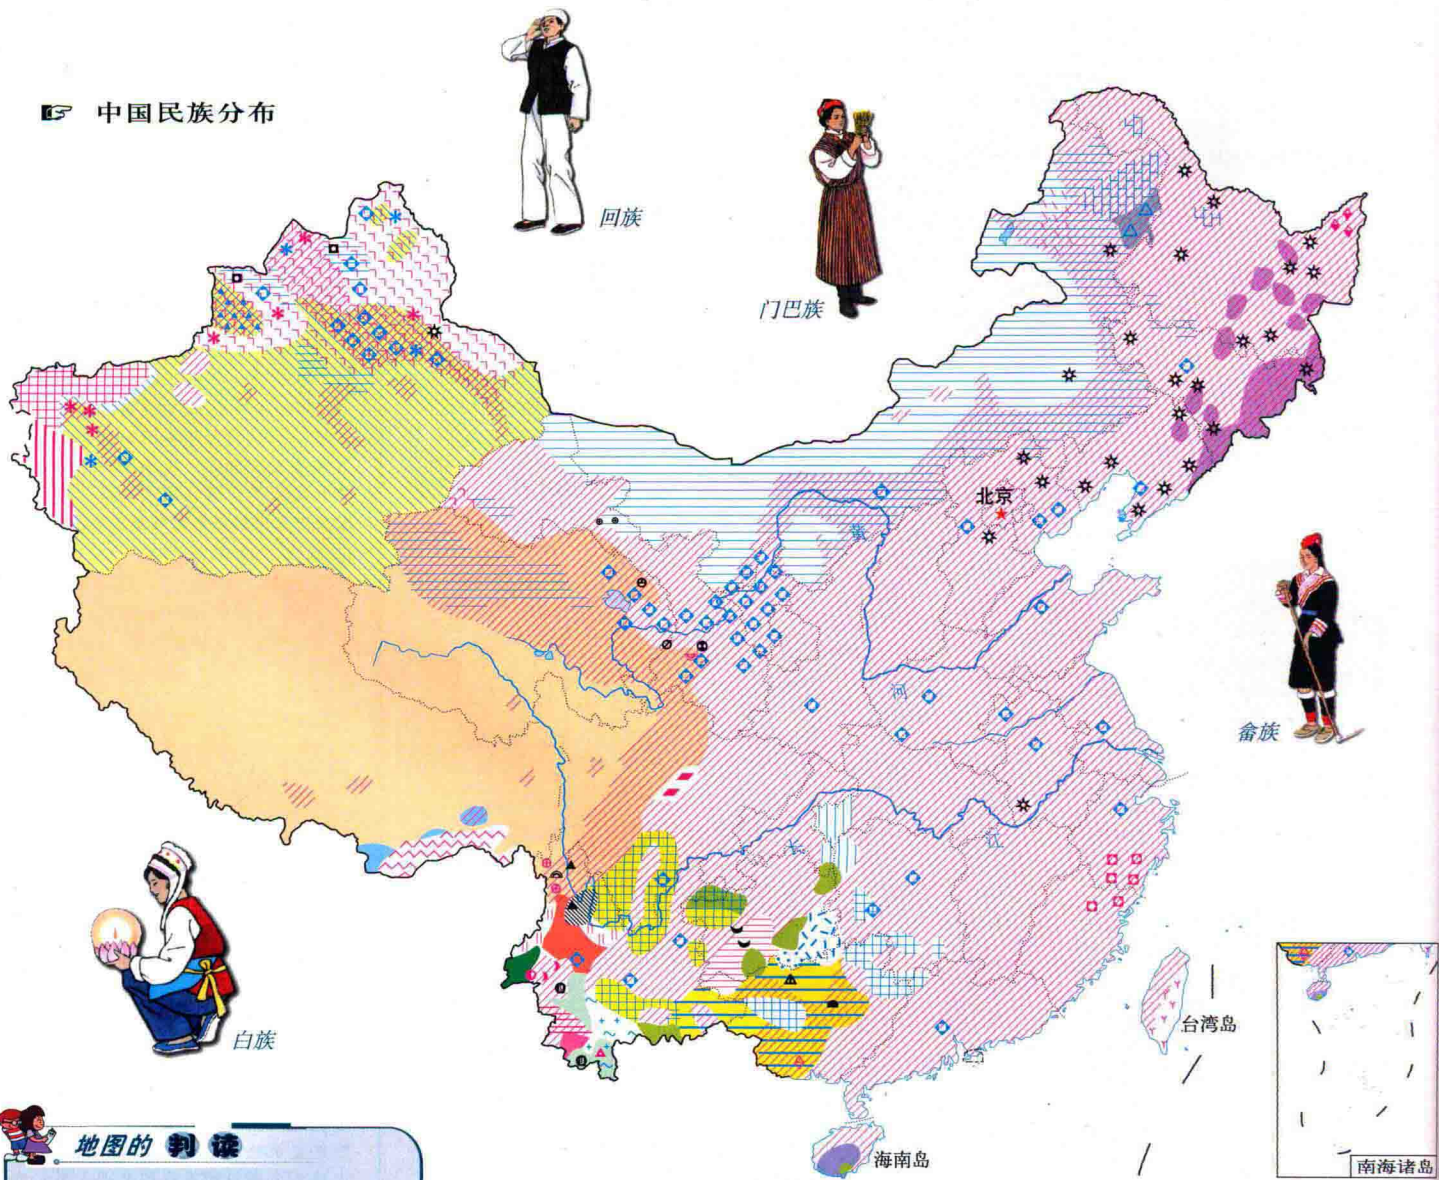 中国民族分布
回族
门巴族
北京
黄
河
畲族
长
江
白族
台湾岛
海南岛
南海诸岛
地图的判读